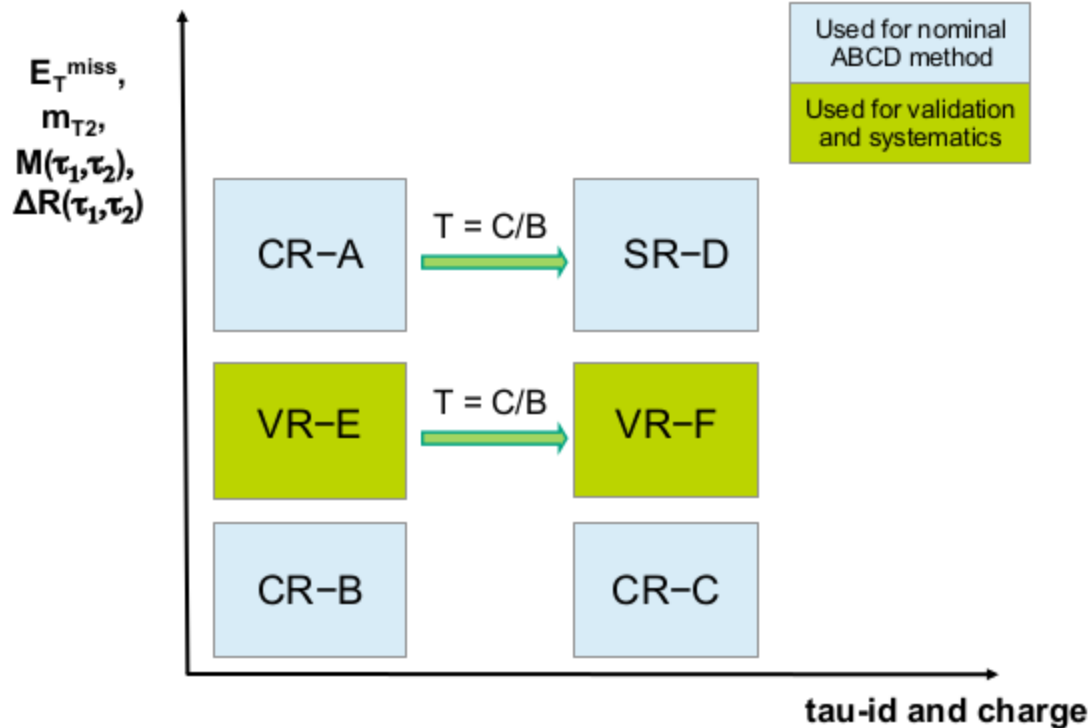 E_T^miss,
m_T2,
M(τ₁,τ₂),
ΔR(τ₁,τ₂)
Used for nominal
ABCD method
Used for validation
and systematics
CR−A
T = C/B
SR−D
VR−E
T = C/B
VR−F
CR−B
CR−C
tau-id and charge